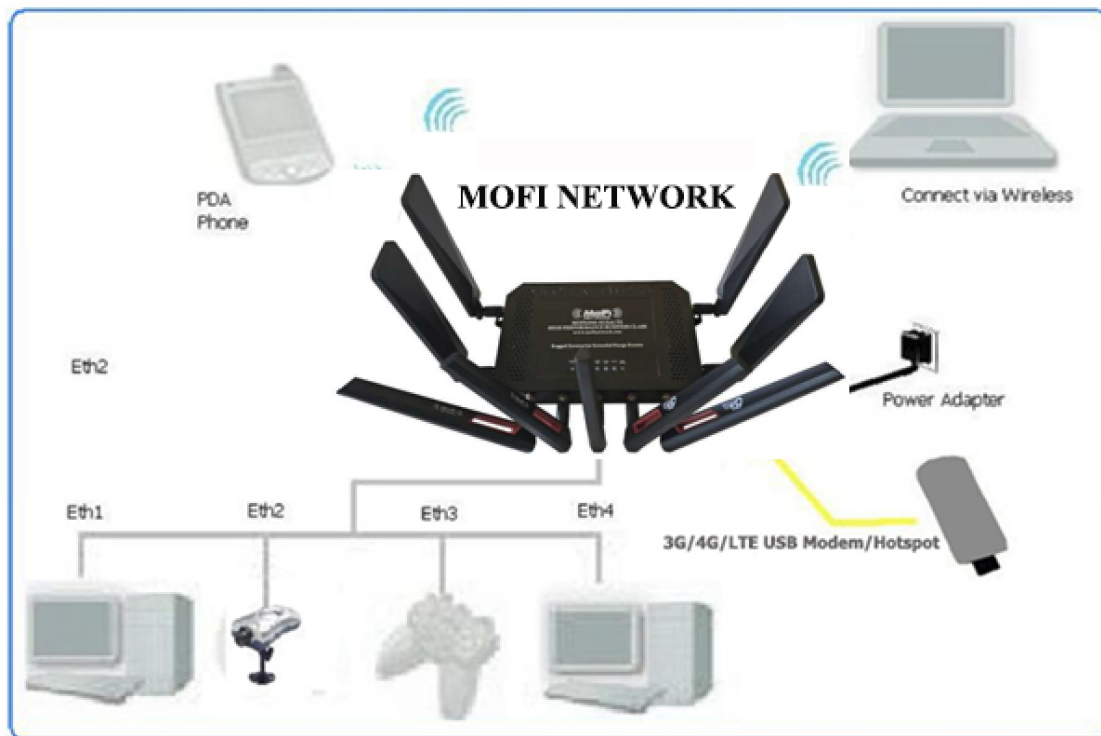 MOFI NETWORK
PDA
Phone
Connect via Wireless
MoFi
Eth2
Power Adapter
Eth1
Eth2
Eth3
Eth4
3G/4G/LTE USB Modem/Hotspot